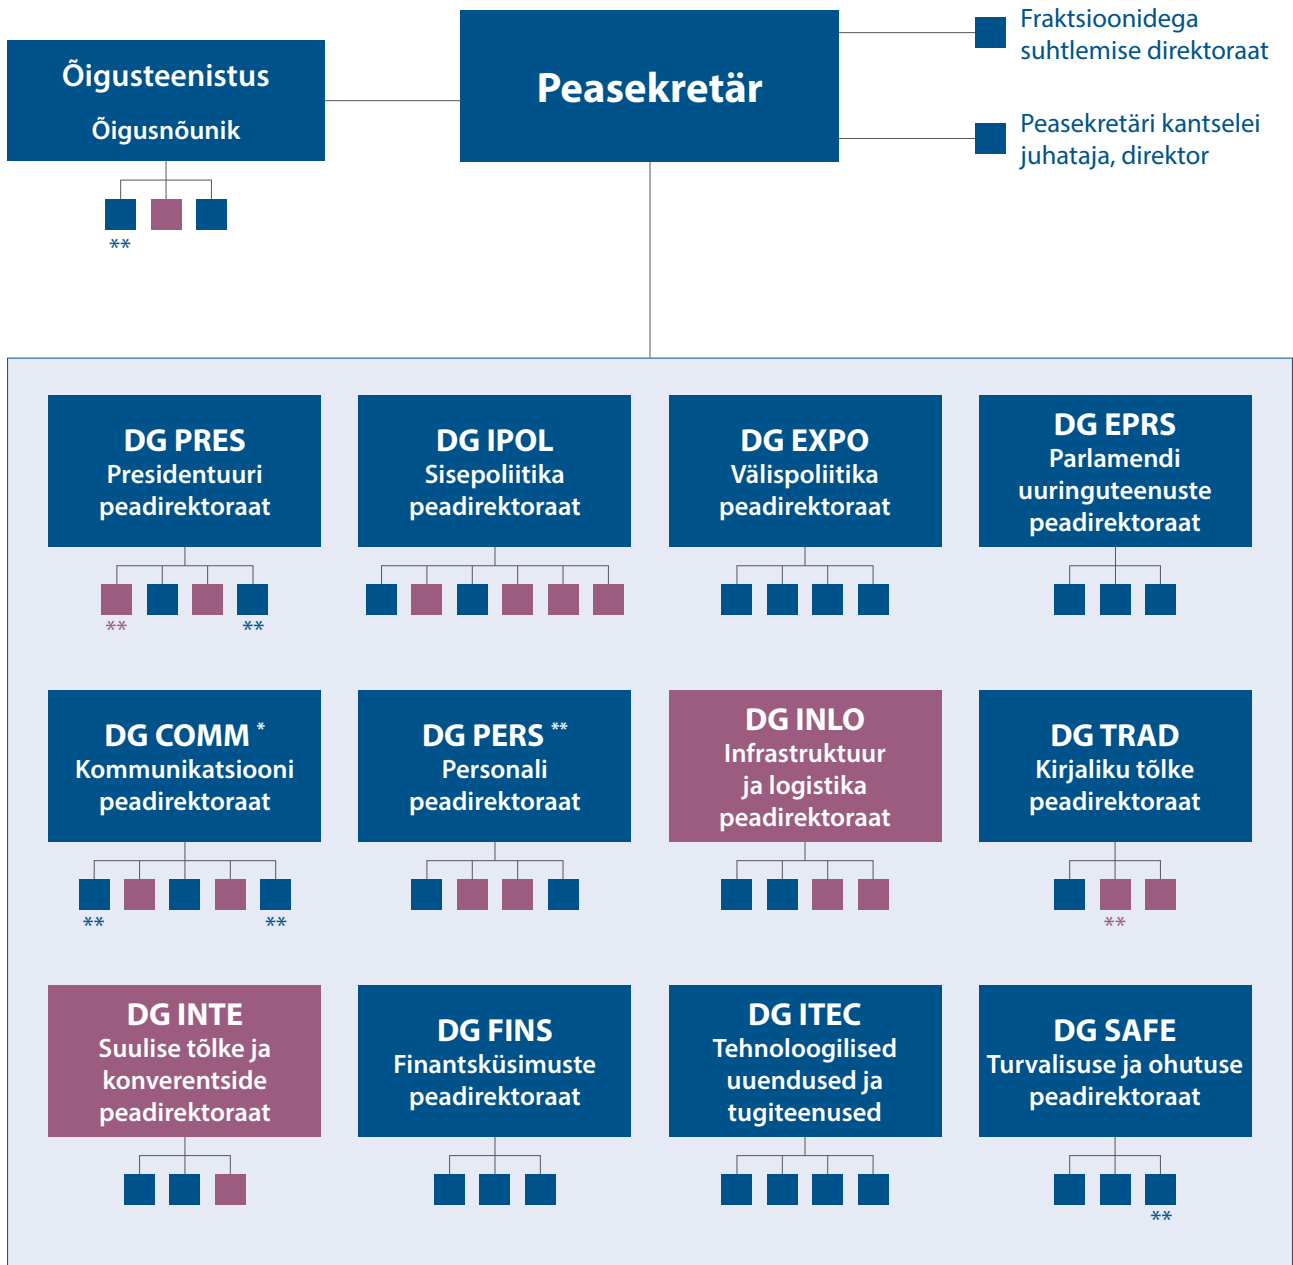 Õigusteenistus
Õigusnõunik
**
Peasekretär
Fraktsioonidega
suhtlemise direktoraat
Peasekretäri kantselei
juhataja, direktor
DG PRES
Presidentuuri
peadirektoraat
**
**
DG IPOL
Sisepoliitika
peadirektoraat
DG EXPO
Välispoliitika
peadirektoraat
DG EPRS
Parlamendi
uuringuteenuste
peadirektoraat
DG COMM *
Kommunikatsiooni
peadirektoraat
**
**
DG PERS **
Personali
peadirektoraat
DG INLO
Infrastruktuur
ja logistika
peadirektoraat
DG TRAD
Kirjaliku tõlke
peadirektoraat
**
DG INTE
Suulise tõlke ja
konverentside
peadirektoraat
DG FINS
Finantsküsimuste
peadirektoraat
DG ITEC
Tehnoloogilised
uuendused ja
tugiteenused
DG SAFE
Turvalisuse ja ohutuse
peadirektoraat
**